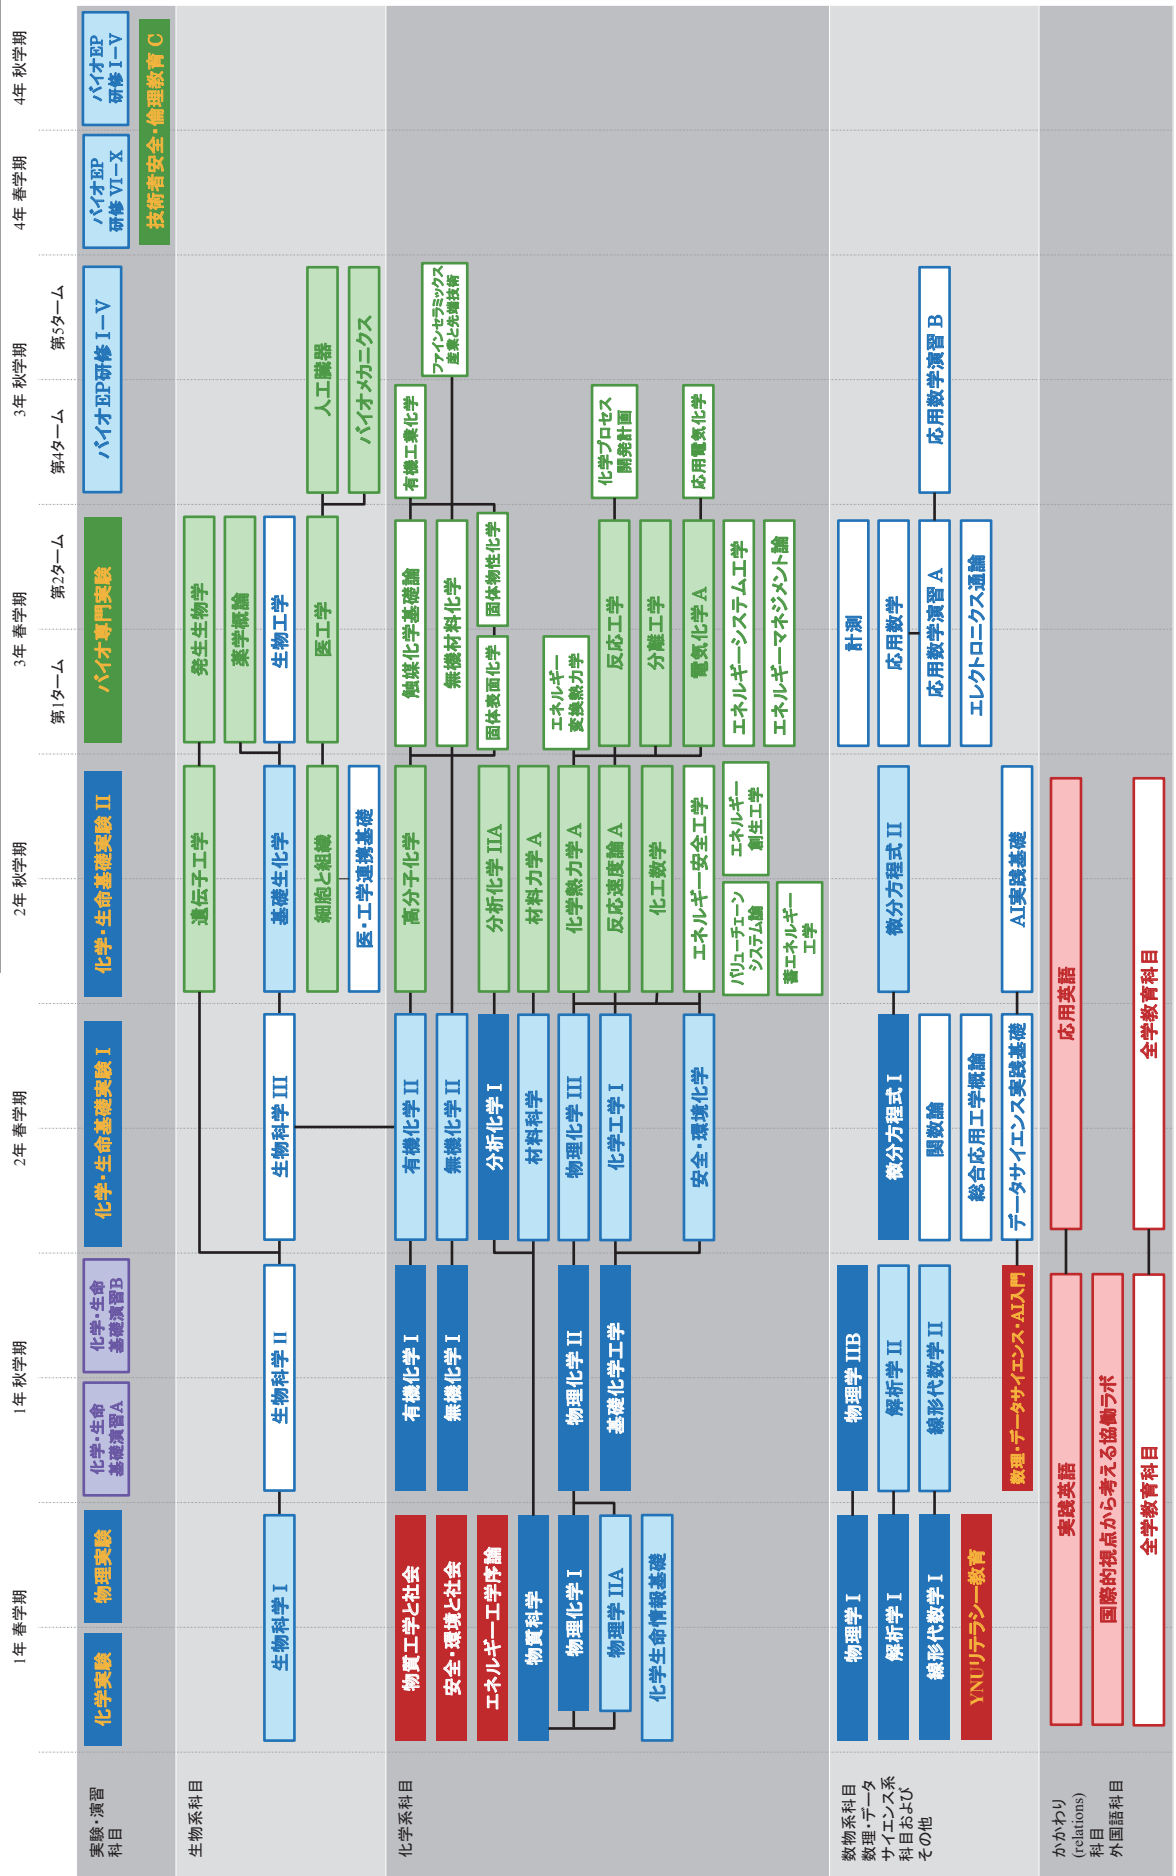 1年 春学期
1年 秋学期
2年 春学期
2年 秋学期
3年 春学期
3年 秋学期
4年 春学期
4年 秋学期
第1ターム
第2ターム
第4ターム
第5ターム
実験・演習
科目
化学実験
物理実験
化学・生命
基礎演習A
化学・生命
基礎演習B
化学・生命基礎実験 I
化学・生命基礎実験 II
バイオ専門実験
バイオEP研修 I−V
バイオEP
研修 VI−X
バイオEP
研修 I−V
技術者安全・倫理教育 C
生物系科目
生物科学 I
生物科学 II
生物科学 III
遺伝子工学
基礎生化学
細胞と組織
医・工学連携基礎
発生生物学
薬学概論
生物工学
医工学
人工臓器
バイオメカニクス
化学系科目
物質工学と社会
安全・環境と社会
エネルギー工学序論
物質科学
物理化学 I
物理学 IIA
化学生命情報基礎
有機化学 I
無機化学 I
物理化学 II
基礎化学工学
有機化学 II
無機化学 II
分析化学 I
材料科学
物理化学 III
化学工学 I
安全・環境化学
高分子化学
分析化学 IIA
材料力学 A
化学熱力学 A
反応速度論 A
化工数学
エネルギー安全工学
バリューチェーン
システム論
エネルギー
創生工学
蓄エネルギー
工学
触媒化学基礎論
無機材料化学
固体表面化学
固体物性化学
エネルギー
変換熱力学
反応工学
分離工学
電気化学 A
エネルギーシステム工学
エネルギーマネジメント論
有機工業化学
ファインセラミックス
産業と先端技術
化学プロセス
開発計画
応用電気化学
数物系科目
数理・データ
サイエンス系
科目および
その他
物理学 I
解析学 I
線形代数学 I
YNUリテラシー教育
物理学 IIB
解析学 II
線形代数学 II
数理・データサイエンス・AI入門
微分方程式 I
関数論
総合応用工学概論
データサイエンス実践基礎
微分方程式 II
AI実践基礎
計測
応用数学
応用数学演習 A
エレクトロニクス通論
応用数学演習 B
かかわり
(relations)
科目
外国語科目
実践英語
国際的視点から考える協働ラボ
全学教育科目
応用英語
全学教育科目